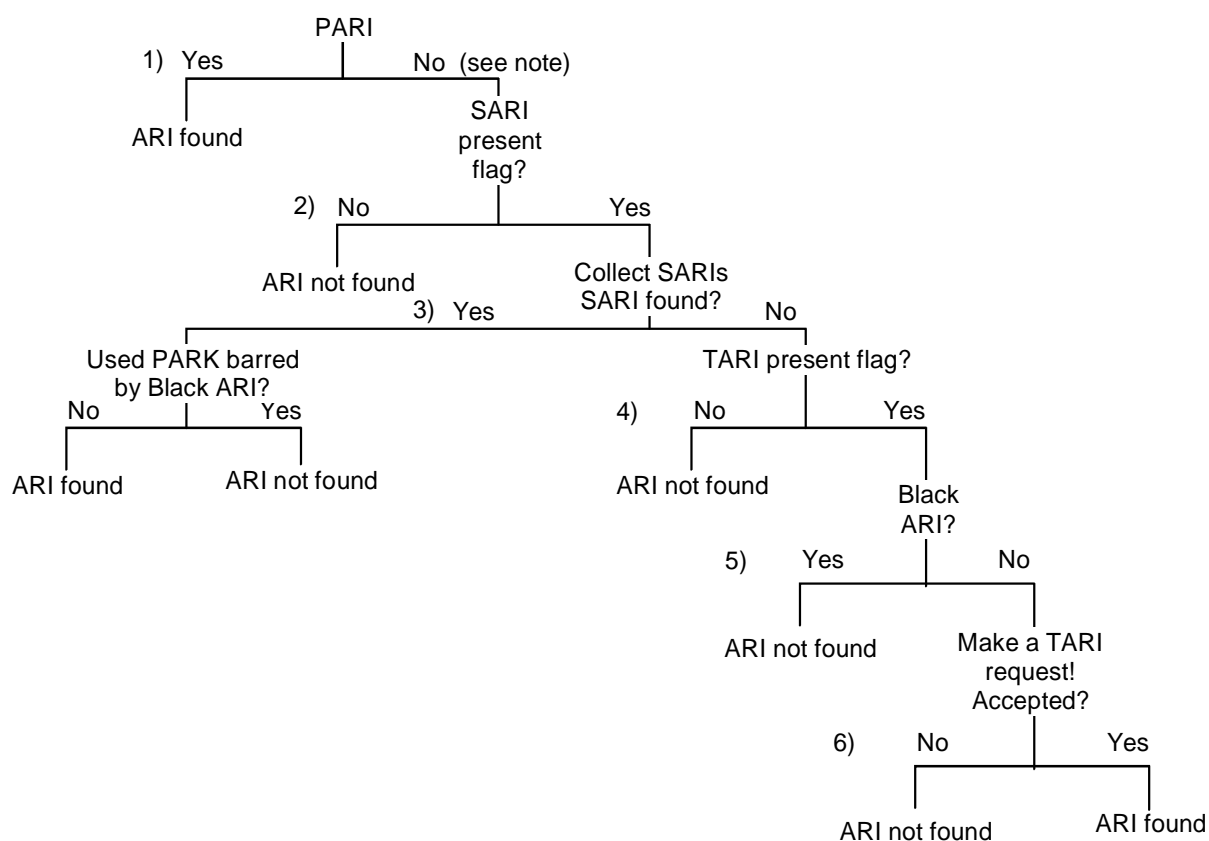 PARI
1) Yes No (see note)
ARI found
SARI
present
flag?
2) No Yes
ARI not found
Collect SARIs
SARI found?
3) Yes No
Used PARK barred
by Black ARI?
TARI present flag?
No Yes
4) No Yes
ARI found
ARI not found
ARI not found
Black
ARI?
5) Yes No
ARI not found
Make a TARI
request!
Accepted?
6) No Yes
ARI not found
ARI found